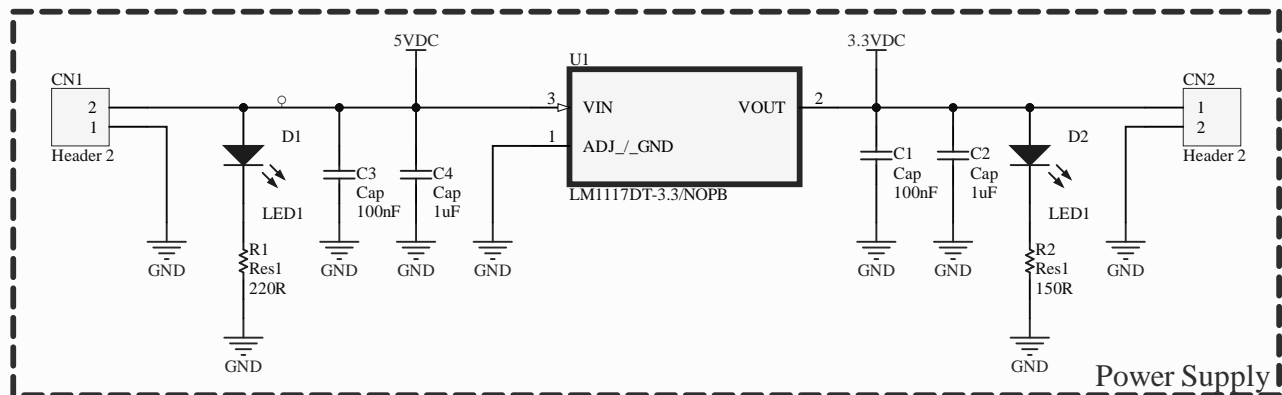 5VDC
3.3VDC
U1
CN1
2
1
Header 2
D1
LED1
R1
Res1
220R
GND
GND
C3
Cap
100nF
GND
C4
Cap
1uF
GND
3
VIN
VOUT
2
1
ADJ_/_GND
LM1117DT-3.3/NOPB
GND
C1
Cap
100nF
GND
C2
Cap
1uF
GND
D2
LED1
R2
Res1
150R
GND
CN2
1
2
Header 2
GND
Power Supply